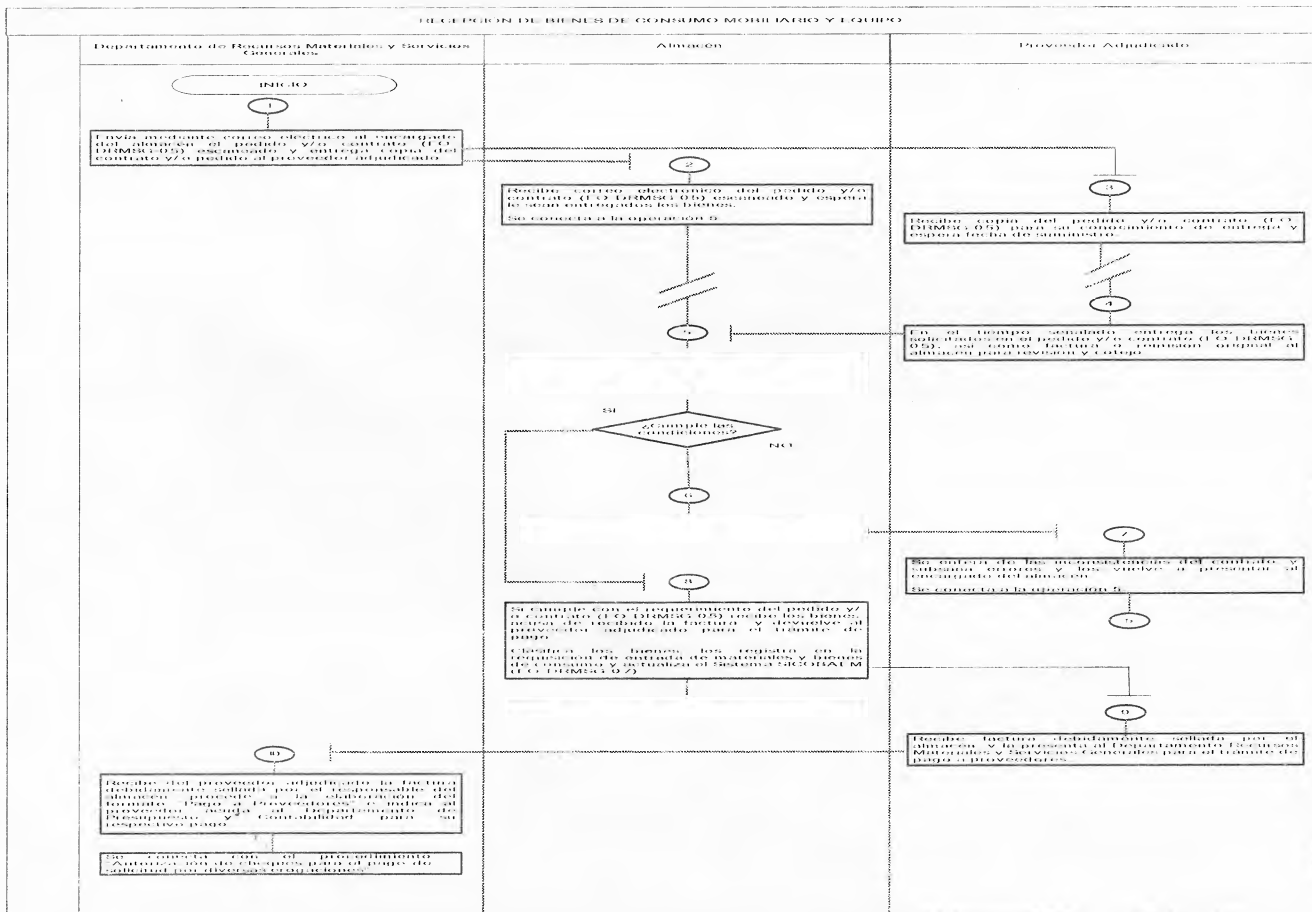 RECEPCION DE BIENES DE CONSUMO MOBILIARIO Y EQUIPO
Departamento de Recursos Materiales y Servicios
Generales
Almacén
Proveedor Adjudicado
INICIO
1
Envía mediante correo eléctrico al encargado
del almacén el pedido y/o contrato (FO-
DRMSG-05) escaneado y entrega copia del
contrato y/o pedido al proveedor adjudicado
2
Recibe correo electronico del pedido y/o
contrato (FO-DRMSG-05) escaneado y espera
le sean entregados los bienes.
Se conecta a la operación 5
3
Recibe copia del pedido y/o contrato (FO-
DRMSG-05) para su conocimiento de entrega y
espera fecha de suministro.
4
En el tiempo señalado entrega los bienes
solicitados en el pedido y/o contrato (FO-DRMSG-
05), así como factura o remisión original al
almacén para revisión y cotejo
5
SI
¿Cumple las
condiciones?
NO
6
7
Se entera de las inconsistencias del contrato y
subsana errores y los vuelve a presentar al
encargado del almacén
Se conecta a la operación 5
5
8
Si cumple con el requerimiento del pedido y/
o contrato (FO-DRMSG-05) recibe los bienes,
acusa de recibido la factura y devuelve al
proveedor adjudicado para el trámite de
pago
Clasifica los bienes, los registra en la
requisición de entrada de materiales y bienes
de consumo y actualiza el Sistema SICOBAEM
(FO-DRMSG-07)
9
Recibe factura debidamente sellada por el
almacén y la presenta al Departamento Recursos
Materiales y Servicios Generales para el trámite de
pago a proveedores.
10
Recibe del proveedor adjudicado la factura
debidamente sellada por el responsable del
almacén procede a la elaboración del
formato "Pago a Proveedores" e indica al
proveedor acuda al Departamento de
Presupuesto y Contabilidad para su
respectivo pago
Se conecta con el procedimiento
"Autorización de cheques para el pago de
solicitud por diversas erogaciones"